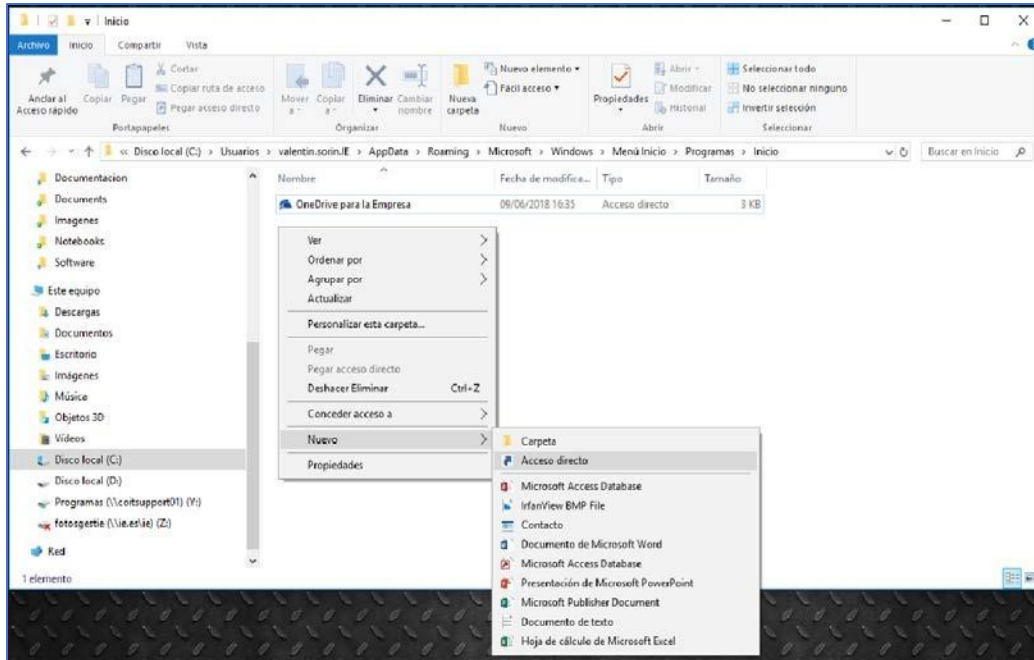 Inicio
Archivo Inicio Compartir Vista
Anclar al Acceso rápido
Copiar
Pegar
Cortar
Copiar ruta de acceso
Pegar acceso directo
Portapapeles
Mover a
Copiar a
Eliminar
Cambiar nombre
Organizar
Nueva carpeta
Nuevo elemento
Fácil acceso
Nuevo
Propiedades
Abrir
Modificar
Historial
Abrir
Seleccionar todo
No seleccionar ninguno
Invertir selección
Seleccionar
« Disco local (C:) › Usuarios › valentin.sorin.IE › AppData › Roaming › Microsoft › Windows › Menú Inicio › Programas › Inicio
Buscar en Inicio
Documentacion
Documents
Imagenes
Notebooks
Software
Este equipo
Descargas
Documentos
Escritorio
Imágenes
Música
Objetos 3D
Vídeos
Disco local (C:)
Disco local (D:)
Programas (\\coitsupport01) (Y:)
fotosgestie (\\ie.es\ie) (Z:)
Red
1 elemento
Nombre Fecha de modifica... Tipo Tamaño
OneDrive para la Empresa 09/06/2018 16:35 Acceso directo 3 KB
Ver
Ordenar por
Agrupar por
Actualizar
Personalizar esta carpeta...
Pegar
Pegar acceso directo
Deshacer Eliminar Ctrl+Z
Conceder acceso a
Nuevo
Propiedades
Carpeta
Acceso directo
Microsoft Access Database
IrfanView BMP File
Contacto
Documento de Microsoft Word
Microsoft Access Database
Presentación de Microsoft PowerPoint
Microsoft Publisher Document
Documento de texto
Hoja de cálculo de Microsoft Excel